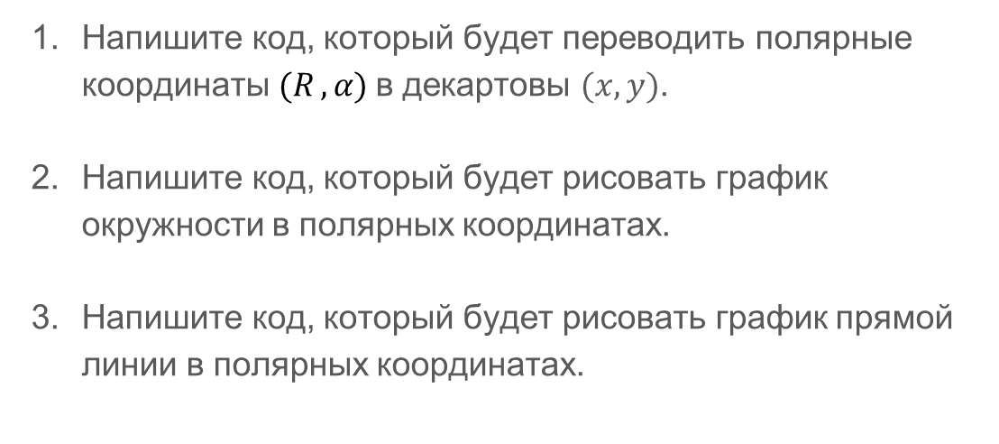 1. Напишите код, который будет переводить полярные
координаты (R , α) в декартовы (x, y).
2. Напишите код, который будет рисовать график
окружности в полярных координатах.
3. Напишите код, который будет рисовать график прямой
линии в полярных координатах.